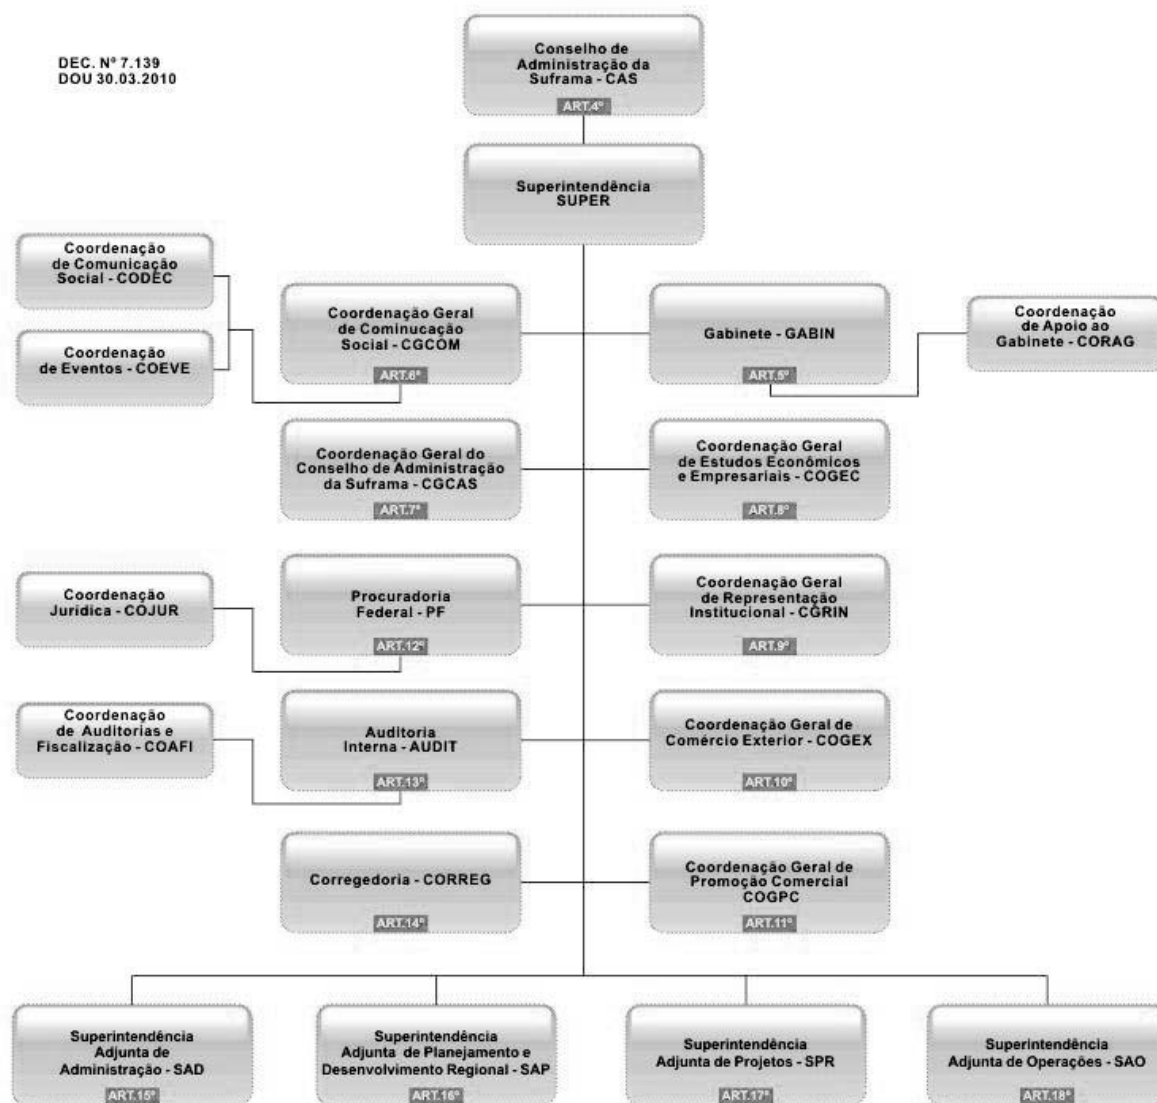 DEC. Nº 7.139
DOU 30.03.2010
Conselho de
Administração da
Suframa - CAS
ART.4º
Superintendência
SUPER
Coordenação
de Comunicação
Social - CODEC
Coordenação
de Eventos - COEVE
Coordenação Geral
de Cominucação
Social - CGCOM
ART.6º
Gabinete - GABIN
ART.5º
Coordenação
de Apoio ao
Gabinete - CORAG
Coordenação Geral do
Conselho de Administração
da Suframa - CGCAS
ART.7º
Coordenação Geral
de Estudos Econômicos
e Empresariais - COGEC
ART.8º
Coordenação
Jurídica - COJUR
Procuradoria
Federal - PF
ART.12º
Coordenação Geral
de Representação
Institucional - CGRIN
ART.9º
Coordenação
de Auditorias e
Fiscalização - COAFI
Auditoria
Interna - AUDIT
ART.13º
Coordenação Geral de
Comércio Exterior - COGEX
ART.10º
Corregedoria - CORREG
ART.14º
Coordenação Geral de
Promoção Comercial
COGPC
ART.11º
Superintendência
Adjunta de
Administração - SAD
ART.15º
Superintendência
Adjunta de Planejamento e
Desenvolvimento Regional - SAP
ART.16º
Superintendência
Adjunta de Projetos - SPR
ART.17º
Superintendência
Adjunta de Operações - SAO
ART.18º